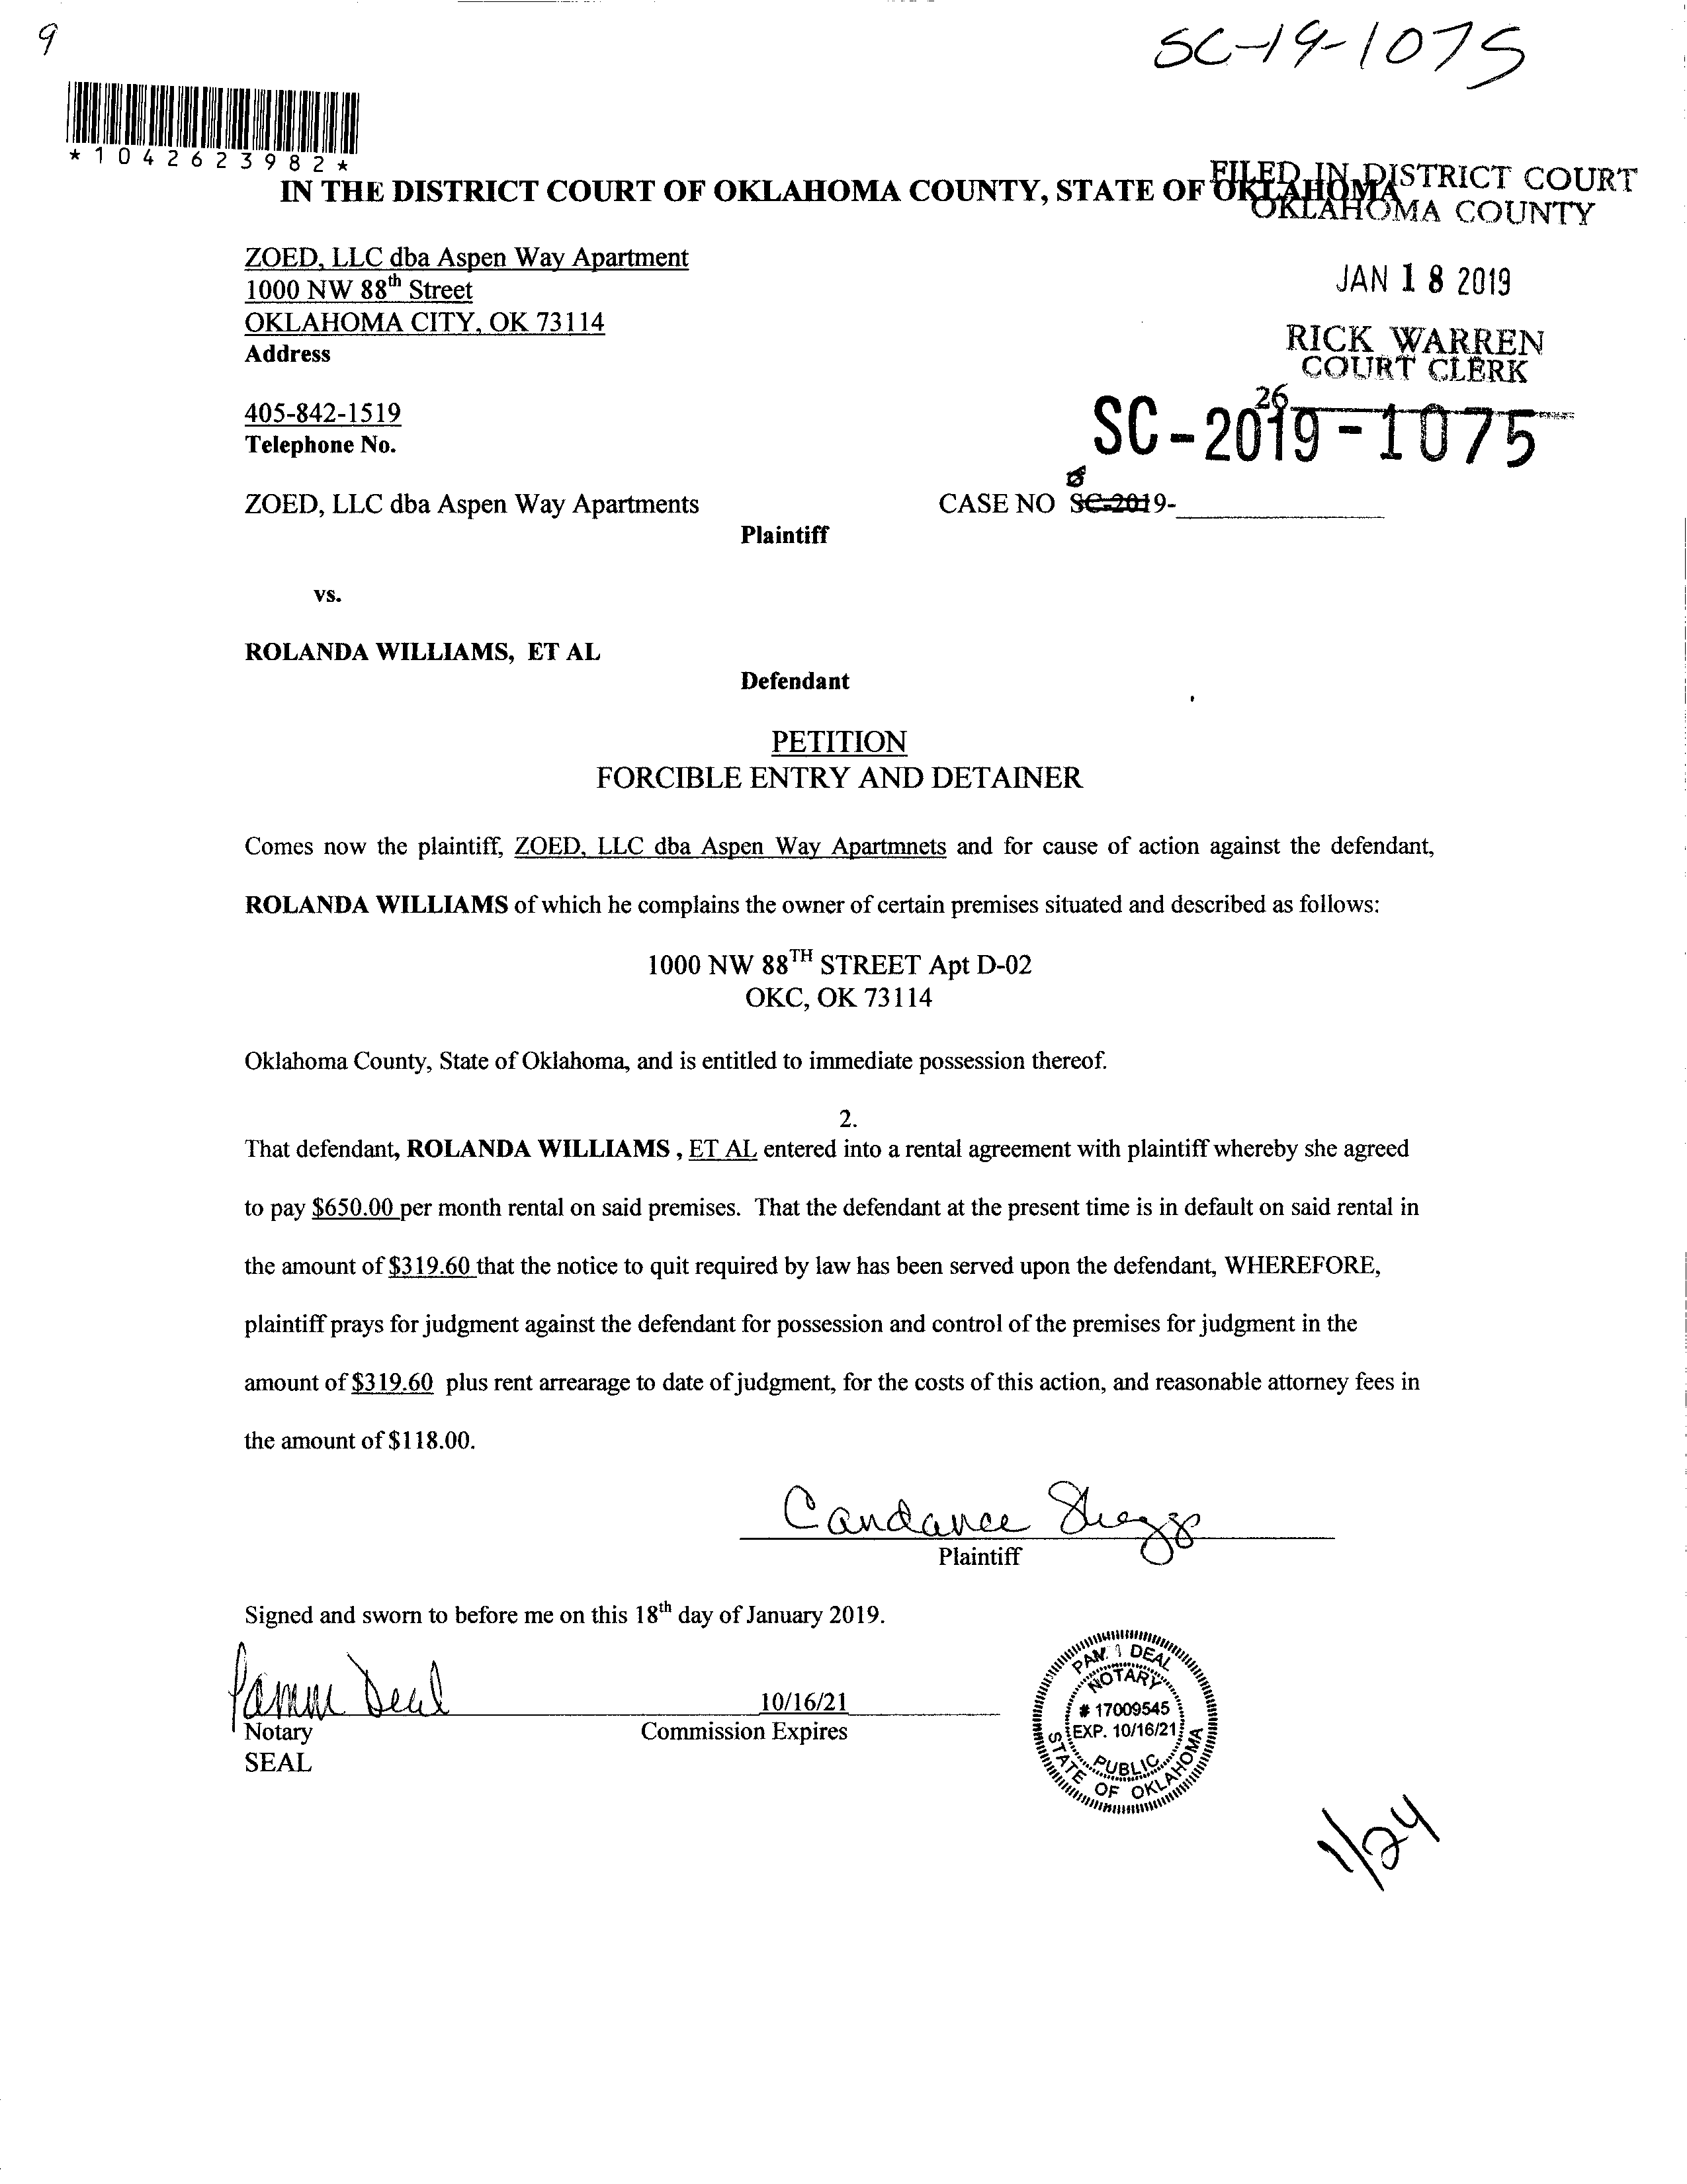 9
SC-19-1075
*1042623982*
IN THE DISTRICT COURT OF OKLAHOMA COUNTY, STATE OF OKLAHOMA
FILED IN DISTRICT COURT
OKLAHOMA COUNTY
ZOED, LLC dba Aspen Way Apartment
1000 NW 88th Street
OKLAHOMA CITY, OK 73114
Address
JAN 18 2019
RICK WARREN
COURT CLERK
26
405-842-1519
Telephone No.
SC-2019-1075
ZOED, LLC dba Aspen Way Apartments
CASE NO SC-2019-
Plaintiff
vs.
ROLANDA WILLIAMS, ET AL
Defendant
PETITION
FORCIBLE ENTRY AND DETAINER
Comes now the plaintiff, ZOED, LLC dba Aspen Way Apartmnets and for cause of action against the defendant,
ROLANDA WILLIAMS of which he complains the owner of certain premises situated and described as follows:
1000 NW 88TH STREET Apt D-02
OKC, OK 73114
Oklahoma County, State of Oklahoma, and is entitled to immediate possession thereof.
2.
That defendant, ROLANDA WILLIAMS , ET AL entered into a rental agreement with plaintiff whereby she agreed
to pay $650.00 per month rental on said premises. That the defendant at the present time is in default on said rental in
the amount of $319.60 that the notice to quit required by law has been served upon the defendant, WHEREFORE,
plaintiff prays for judgment against the defendant for possession and control of the premises for judgment in the
amount of $319.60 plus rent arrearage to date of judgment, for the costs of this action, and reasonable attorney fees in
the amount of $118.00.
Candance
Plaintiff
Signed and sworn to before me on this 18th day of January 2019.
Deal
10/16/21
Notary
Commission Expires
SEAL
PAM DEAL
NOTARY
# 17009545
EXP. 10/16/21
PUBLIC
STATE OF OKLAHOMA
1/24